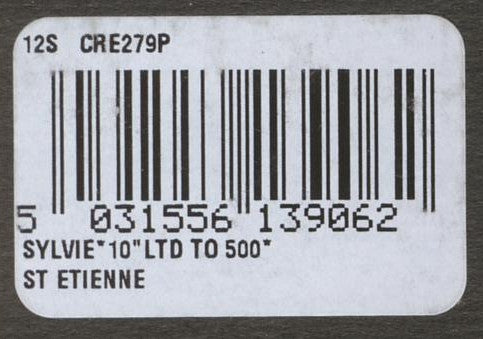 12S CRE279P
5 031556 139062
SYLVIE*10"LTD TO 500*
ST ETIENNE